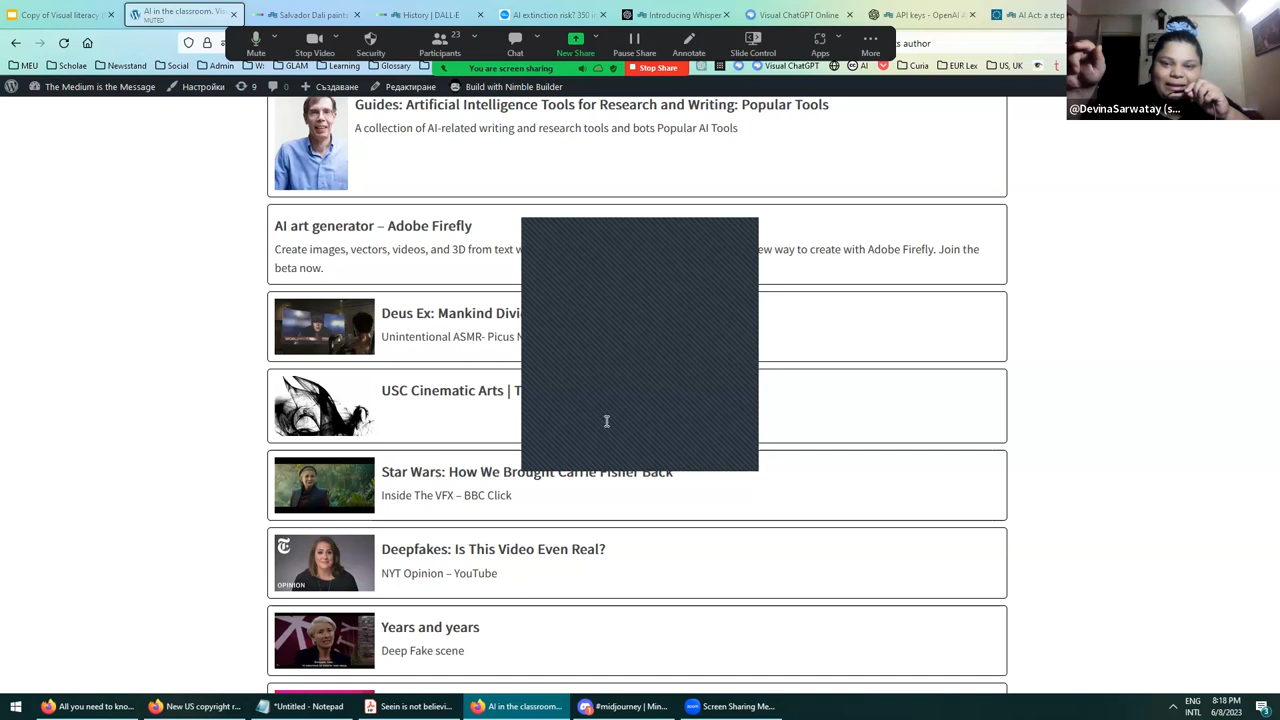 Copy of Visual literacy (
AI in the classroom. V
MUTED
Salvador Dali paint
History | DALL·E
AI extinction risk? 350
Introducing Whisper
Visual ChatGPT Online
API keys - OpenAI A
AI Act: a step
Mute
Stop Video
Security
Participants
23
Chat
New Share
Pause Share
Annotate
Slide Control
Apps
More
s author
MEU
Scholae
Newsstand
Social
Admin
GLAM
Learning
Glossary
You are screen sharing
Stop Share
Visual ChatGPT
AI
Curia
EUR Lex
US, UK
@DevinaSarwatay (s...
The Medium is the Message
Настройки
9
0
Създаване
Редактиране
Build with Nimble Builder
Guides: Artificial Intelligence Tools for Research and Writing: Popular Tools
A collection of AI-related writing and research tools and bots Popular AI Tools
AI art generator – Adobe Firefly
Create images, vectors, videos, and 3D from text ew way to create with Adobe Firefly. Join the
beta now.
Deus Ex: Mankind Divi
Unintentional ASMR- Picus
USC Cinematic Arts | T
Star Wars: How We Brought Carrie Fisher Back
Inside The VFX – BBC Click
Deepfakes: Is This Video Even Real?
NYT Opinion – YouTube
OPINION
Years and years
Deep Fake scene
All you need to kno...
New US copyright r...
*Untitled - Notepad
Seein is not believi...
AI in the classroom...
#midjourney | Min...
Screen Sharing Me...
ENG
INTL
8:18 PM
6/8/2023
3